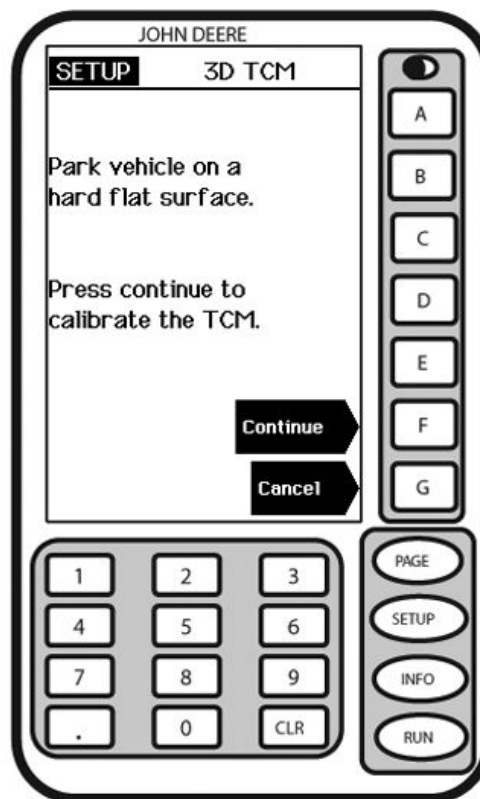 JOHN DEERE
SETUP 3D TCM
Park vehicle on a
hard flat surface.
Press continue to
calibrate the TCM.
Continue
Cancel
A
B
C
D
E
F
G
1 2 3
4 5 6
7 8 9
. 0 CLR
PAGE
SETUP
INFO
RUN